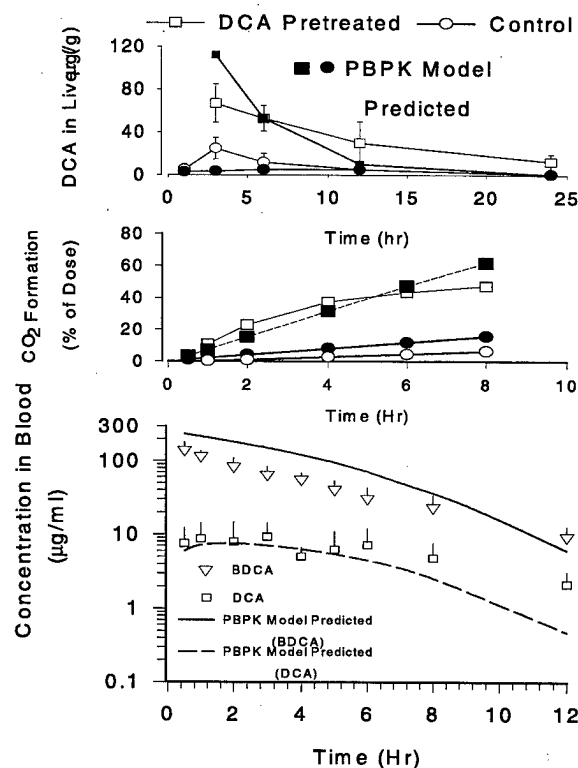 DCA Pretreated Control
PBPK Model
Predicted
DCA in Liver(µg/g)
120
80
40
0
0 5 10 15 20 25
Time (hr)
CO2 Formation
(% of Dose)
80
60
40
20
0
0 2 4 6 8 10
Time (Hr)
Concentration in Blood
(µg/ml)
300
100
10
1
0.1
BDCA
DCA
PBPK Model Predicted
(BDCA)
PBPK Model Predicted
(DCA)
0 2 4 6 8 10 12
Time (Hr)